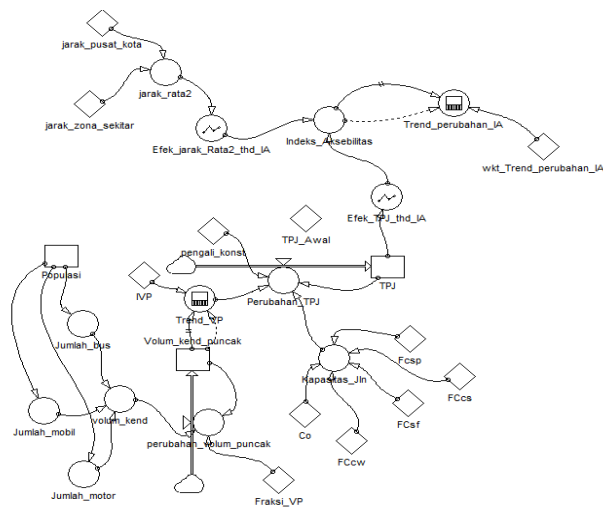 jarak_pusat_kota
jarak_rata2
jarak_zona_sekitar
Trend_perubahan_IA
Efek_jarak_Rata2_thd_IA
Indeks_Aksebilitas
wkt_Trend_perubahan_IA
Efek_TPJ_thd_IA
TPJ_Awal
pengali_konst
Populasi
IVP
Perubahan_TPJ
TPJ
Trend_VP
Volum_kend_puncak
Jumlah_bus
Fcsp
Kapasitas_Jln
FCcs
volum_kend
Jumlah_mobil
perubahan_volum_puncak
Co
FCsf
FCcw
Jumlah_motor
Fraksi_VP